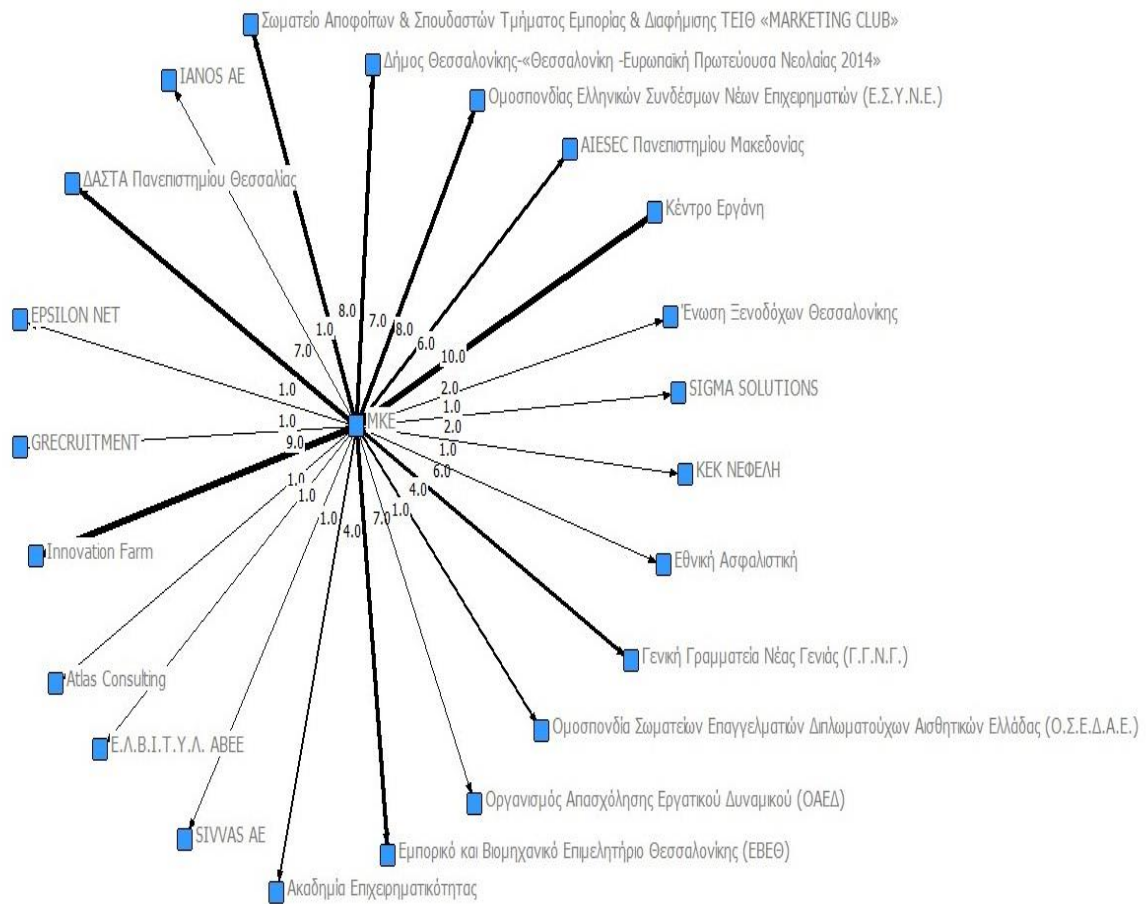 Σωματείο Αποφοίτων & Σπουδαστών Τμήματος Εμπορίας & Διαφήμισης ΤΕΙΘ «MARKETING CLUB»
Δήμος Θεσσαλονίκης-«Θεσσαλονίκη -Ευρωπαϊκή Πρωτεύουσα Νεολαίας 2014»
IANOS AE
Ομοσπονδίας Ελληνικών Συνδέσμων Νέων Επιχειρηματιών (Ε.Σ.Υ.Ν.Ε.)
AIESEC Πανεπιστημίου Μακεδονίας
ΔΑΣΤΑ Πανεπιστημίου Θεσσαλίας
Κέντρο Εργάνη
EPSILON NET
Ένωση Ξενοδόχων Θεσσαλονίκης
8.0
7.0
8.0
1.0
6.0
7.0
10.0
1.0
2.0
SIGMA SOLUTIONS
1.0
1.0
MKE
2.0
GRECRUITMENT
9.0
1.0
ΚΕΚ ΝΕΦΕΛΗ
1.0
6.0
1.0
4.0
1.0
1.0
7.0
4.0
Innovation Farm
Εθνική Ασφαλιστική
Γενική Γραμματεία Νέας Γενιάς (Γ.Γ.Ν.Γ.)
Atlas Consulting
Ομοσπονδία Σωματείων Επαγγελματιών Διπλωματούχων Αισθητικών Ελλάδας (Ο.Σ.Ε.Δ.Α.Ε.)
Ε.Λ.Β.Ι.Τ.Υ.Λ. ΑΒΕΕ
Οργανισμός Απασχόλησης Εργατικού Δυναμικού (ΟΑΕΔ)
SIVVAS AE
Εμπορικό και Βιομηχανικό Επιμελητήριο Θεσσαλονίκης (ΕΒΕΘ)
Ακαδημία Επιχειρηματικότητας